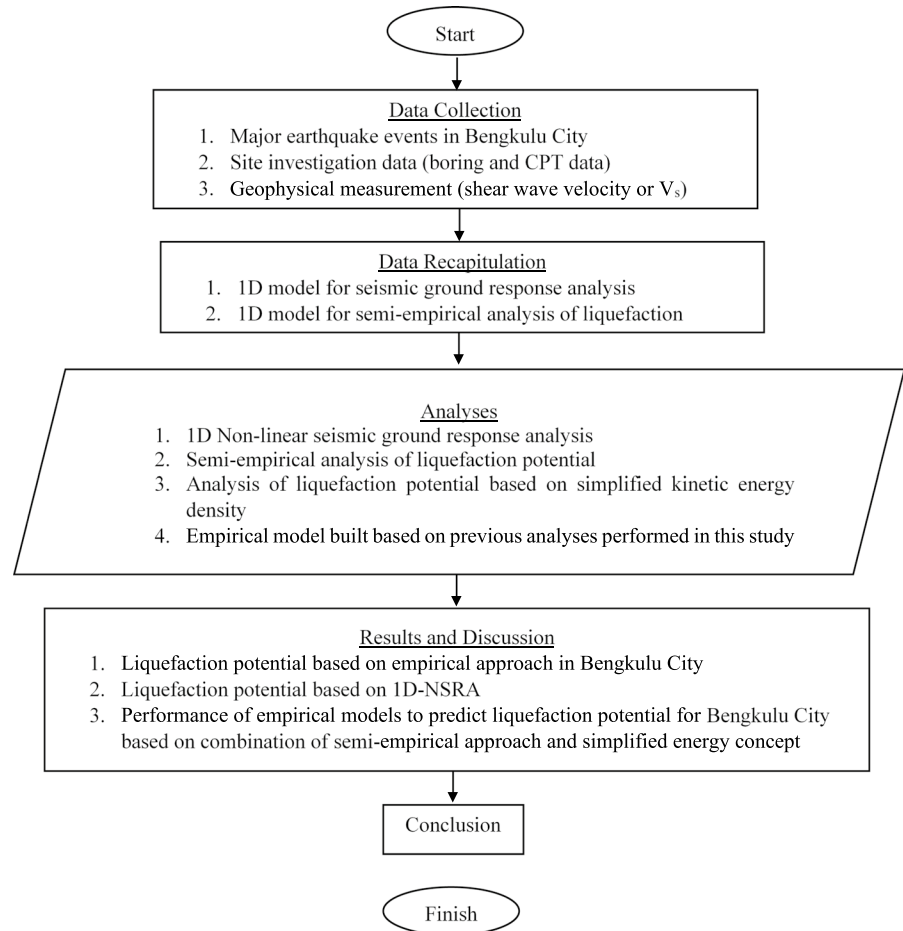 Start
Data Collection
1. Major earthquake events in Bengkulu City
2. Site investigation data (boring and CPT data)
3. Geophysical measurement (shear wave velocity or Vₛ)
Data Recapitulation
1. 1D model for seismic ground response analysis
2. 1D model for semi-empirical analysis of liquefaction
Analyses
1. 1D Non-linear seismic ground response analysis
2. Semi-empirical analysis of liquefaction potential
3. Analysis of liquefaction potential based on simplified kinetic energy
density
4. Empirical model built based on previous analyses performed in this study
Results and Discussion
1. Liquefaction potential based on empirical approach in Bengkulu City
2. Liquefaction potential based on 1D-NSRA
3. Performance of empirical models to predict liquefaction potential for Bengkulu City
based on combination of semi-empirical approach and simplified energy concept
Conclusion
Finish